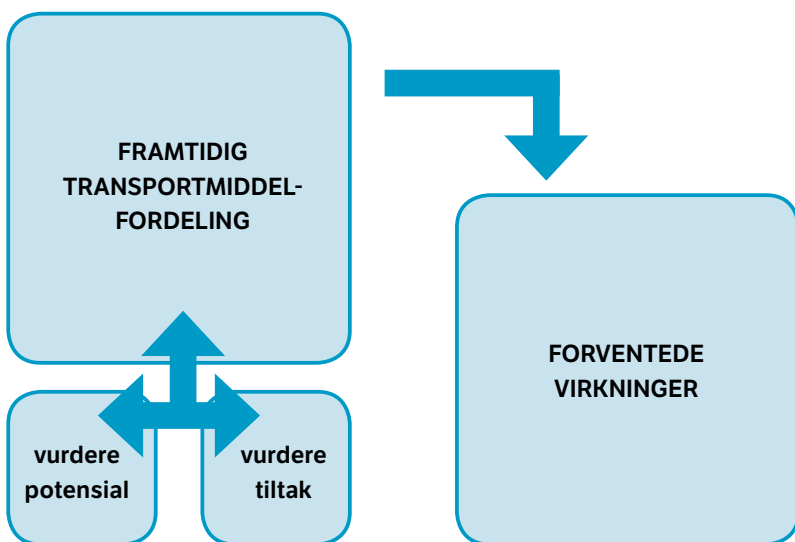 FRAMTIDIG
TRANSPORTMIDDEL-
FORDELING
vurdere
potensial
vurdere
tiltak
FORVENTEDE
VIRKNINGER